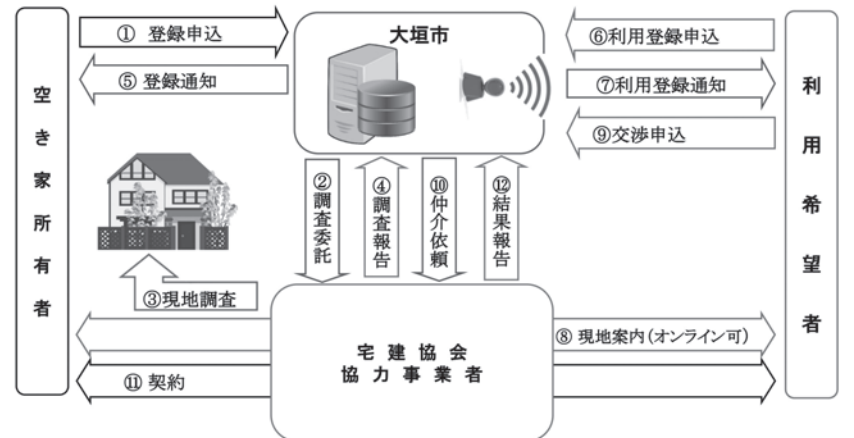 ① 登録申込
大垣市
⑥利用登録申込
⑤ 登録通知
⑦利用登録通知
⑨交渉申込
空き家所有者
利用希望者
②調査委託
④調査報告
⑩仲介依頼
⑫結果報告
③現地調査
宅建協会
協力事業者
⑧ 現地案内(オンライン可)
⑪ 契約